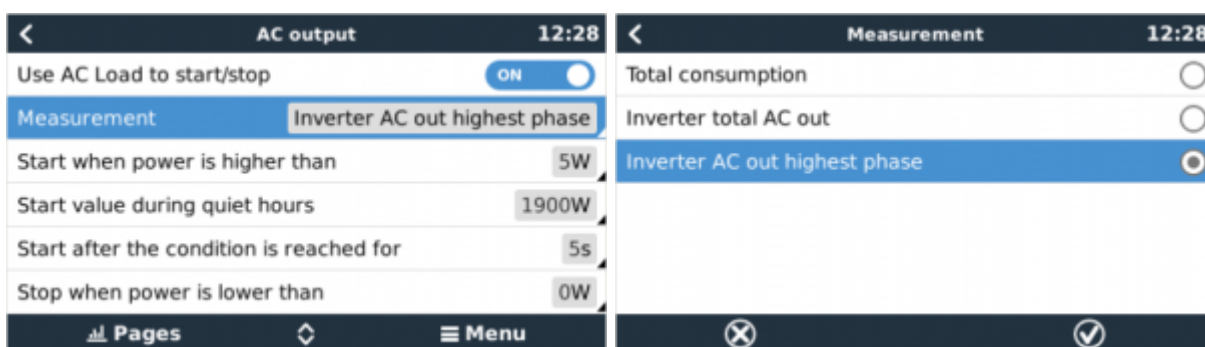 AC output 12:28
Use AC Load to start/stop ON
Measurement Inverter AC out highest phase
Start when power is higher than 5W
Start value during quiet hours 1900W
Start after the condition is reached for 5s
Stop when power is lower than 0W
Pages Menu
Measurement 12:28
Total consumption
Inverter total AC out
Inverter AC out highest phase